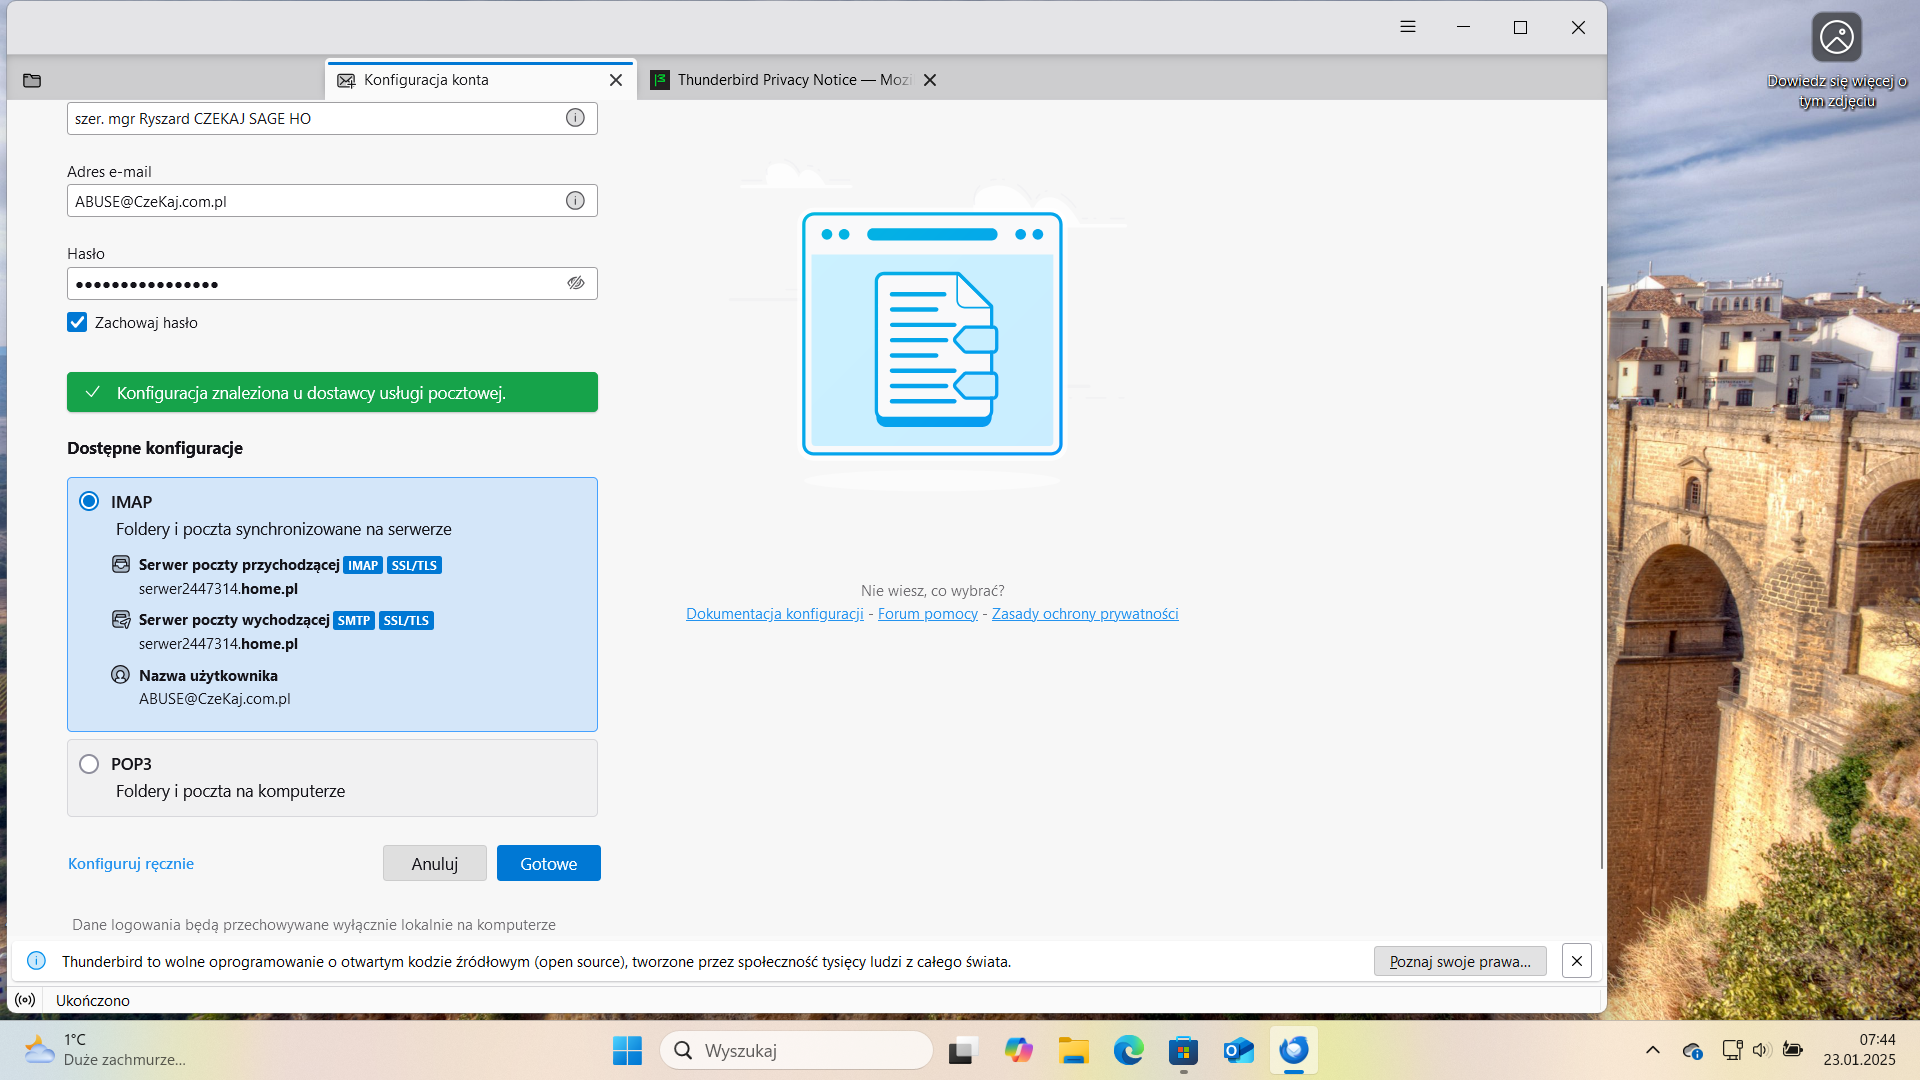 Konfiguracja konta
Thunderbird Privacy Notice — Mozi
szer. mgr Ryszard CZEKAJ SAGE HO
Adres e-mail
ABUSE@CzeKaj.com.pl
Hasło
••••••••••••••••
Zachowaj hasło
Konfiguracja znaleziona u dostawcy usługi pocztowej.
Dostępne konfiguracje
IMAP
Foldery i poczta synchronizowane na serwerze
Serwer poczty przychodzącej IMAP SSL/TLS
serwer2447314.home.pl
Serwer poczty wychodzącej SMTP SSL/TLS
serwer2447314.home.pl
Nazwa użytkownika
ABUSE@CzeKaj.com.pl
POP3
Foldery i poczta na komputerze
Konfiguruj ręcznie
Anuluj
Gotowe
Dane logowania będą przechowywane wyłącznie lokalnie na komputerze
Nie wiesz, co wybrać?
Dokumentacja konfiguracji - Forum pomocy - Zasady ochrony prywatności
Thunderbird to wolne oprogramowanie o otwartym kodzie źródłowym (open source), tworzone przez społeczność tysięcy ludzi z całego świata.
Poznaj swoje prawa...
Ukończono
Dowiedz się więcej o
tym zdjęciu
1°C
Duże zachmurze...
Wyszukaj
07:44
23.01.2025